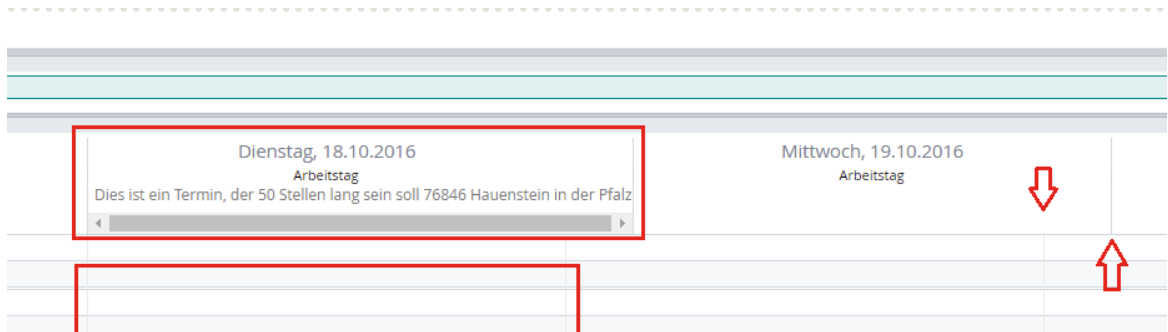 Dienstag, 18.10.2016
Arbeitstag
Dies ist ein Termin, der 50 Stellen lang sein soll 76846 Hauenstein in der Pfalz
Mittwoch, 19.10.2016
Arbeitstag